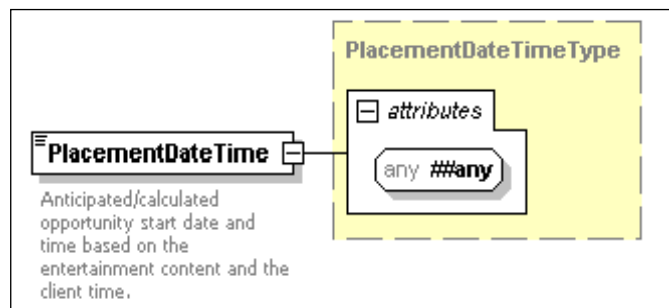 PlacementDateTimeType
attributes
any ##any
PlacementDateTime
Anticipated/calculated
opportunity start date and
time based on the
entertainment content and the
client time.